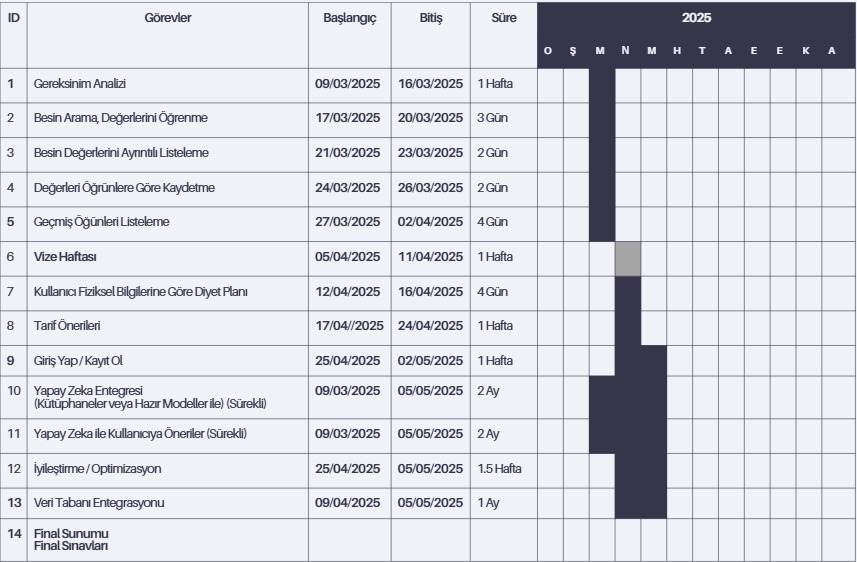 ID Görevler Başlangıç Bitiş Süre 2025
O Ş M N M H T A E E K A
1 Gereksinim Analizi 09/03/2025 16/03/2025 1 Hafta
2 Besin Arama, Değerlerini Öğrenme 17/03/2025 20/03/2025 3 Gün
3 Besin Değerlerini Ayrıntılı Listeleme 21/03/2025 23/03/2025 2 Gün
4 Değerleri Öğrünlere Göre Kaydetme 24/03/2025 26/03/2025 2 Gün
5 Geçmiş Öğünleri Listeleme 27/03/2025 02/04/2025 4 Gün
6 Vize Haftası 05/04/2025 11/04/2025 1 Hafta
7 Kullanıcı Fiziksel Bilgilerine Göre Diyet Planı 12/04/2025 16/04/2025 4 Gün
8 Tarif Önerileri 17/04//2025 24/04/2025 1 Hafta
9 Giriş Yap / Kayıt Ol 25/04/2025 02/05/2025 1 Hafta
10 Yapay Zeka Entegresi 09/03/2025 05/05/2025 2 Ay
(Kütüphaneler veya Hazır Modeller ile) (Sürekli)
11 Yapay Zeka ile Kullanıcıya Öneriler (Sürekli) 09/03/2025 05/05/2025 2 Ay
12 İyileştirme / Optimizasyon 25/04/2025 05/05/2025 1.5 Hafta
13 Veri Tabanı Entegrasyonu 09/04/2025 05/05/2025 1 Ay
14 Final Sunumu
Final Sınavları